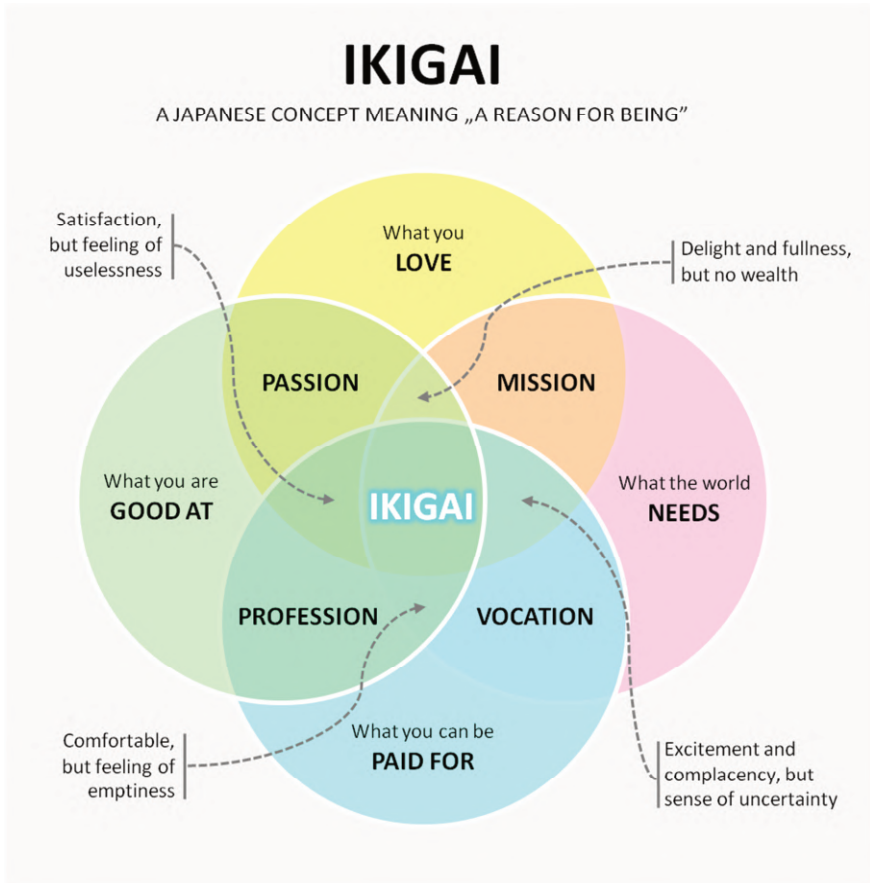 IKIGAI
A JAPANESE CONCEPT MEANING „A REASON FOR BEING”
Satisfaction,
but feeling of
uselessness
What you
LOVE
Delight and fullness,
but no wealth
PASSION
MISSION
What you are
GOOD AT
IKIGAI
What the world
NEEDS
PROFESSION
VOCATION
Comfortable,
but feeling of
emptiness
What you can be
PAID FOR
Excitement and
complacency, but
sense of uncertainty